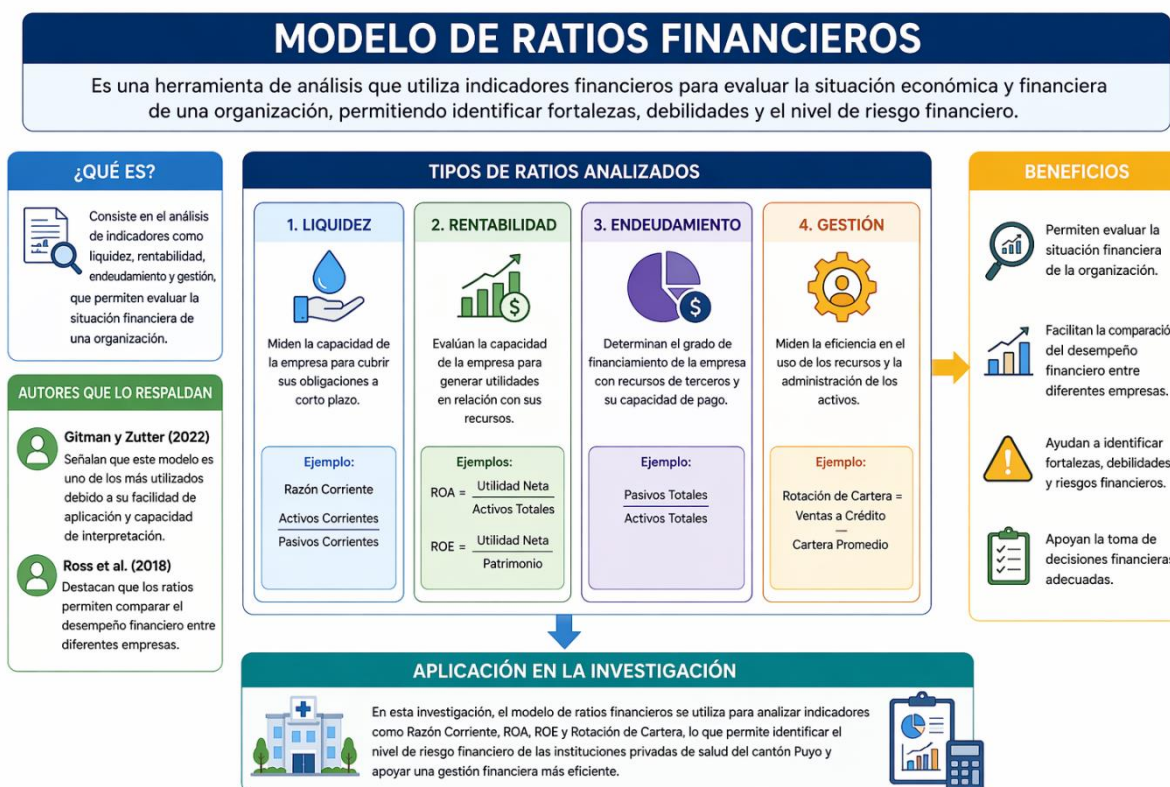 MODELO DE RATIOS FINANCIEROS
Es una herramienta de análisis que utiliza indicadores financieros para evaluar la situación económica y financiera
de una organización, permitiendo identificar fortalezas, debilidades y el nivel de riesgo financiero.
¿QUÉ ES?
Consiste en el análisis
de indicadores como
liquidez, rentabilidad,
endeudamiento y gestión,
que permiten evaluar la
situación financiera de
una organización.
AUTORES QUE LO RESPALDAN
Gitman y Zutter (2022)
Señalan que este modelo es
uno de los más utilizados
debido a su facilidad de
aplicación y capacidad
de interpretación.
Ross et al. (2018)
Destacan que los ratios
permiten comparar el
desempeño financiero entre
diferentes empresas.
TIPOS DE RATIOS ANALIZADOS
1. LIQUIDEZ
Miden la capacidad de
la empresa para cubrir
sus obligaciones a
corto plazo.
Ejemplo:
Razón Corriente
Activos Corrientes
Pasivos Corrientes
2. RENTABILIDAD
$
Evalúan la capacidad
de la empresa para
generar utilidades
en relación con sus
recursos.
Ejemplos:
ROA = Utilidad Neta
Activos Totales
ROE = Utilidad Neta
Patrimonio
3. ENDEUDAMIENTO
$
Determinan el grado de
financiamiento de la empresa
con recursos de terceros y
su capacidad de pago.
Ejemplo:
Pasivos Totales
Activos Totales
4. GESTIÓN
Miden la eficiencia en el
uso de los recursos y la
administración de los
activos.
Ejemplo:
Rotación de Cartera =
Ventas a Crédito
—
Cartera Promedio
BENEFICIOS
Permiten evaluar la
situación financiera
de la organización.
Facilitan la comparació
del desempeño
financiero entre
diferentes empresas.
Ayudan a identificar
fortalezas, debilidades
y riesgos financieros.
Apoyan la toma de
decisiones financieras
adecuadas.
APLICACIÓN EN LA INVESTIGACIÓN
En esta investigación, el modelo de ratios financieros se utiliza para analizar indicadores
como Razón Corriente, ROA, ROE y Rotación de Cartera, lo que permite identificar el
nivel de riesgo financiero de las instituciones privadas de salud del cantón Puyo y
apoyar una gestión financiera más eficiente.